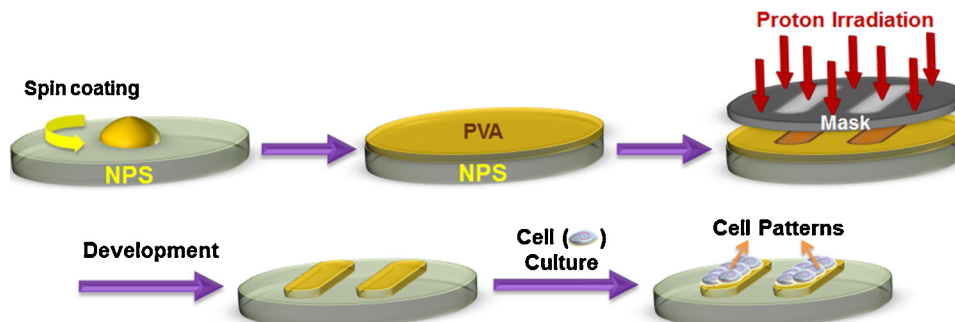 Spin coating
NPS
PVA
NPS
Proton Irradiation
Mask
Development
Cell ( )
Culture
Cell Patterns